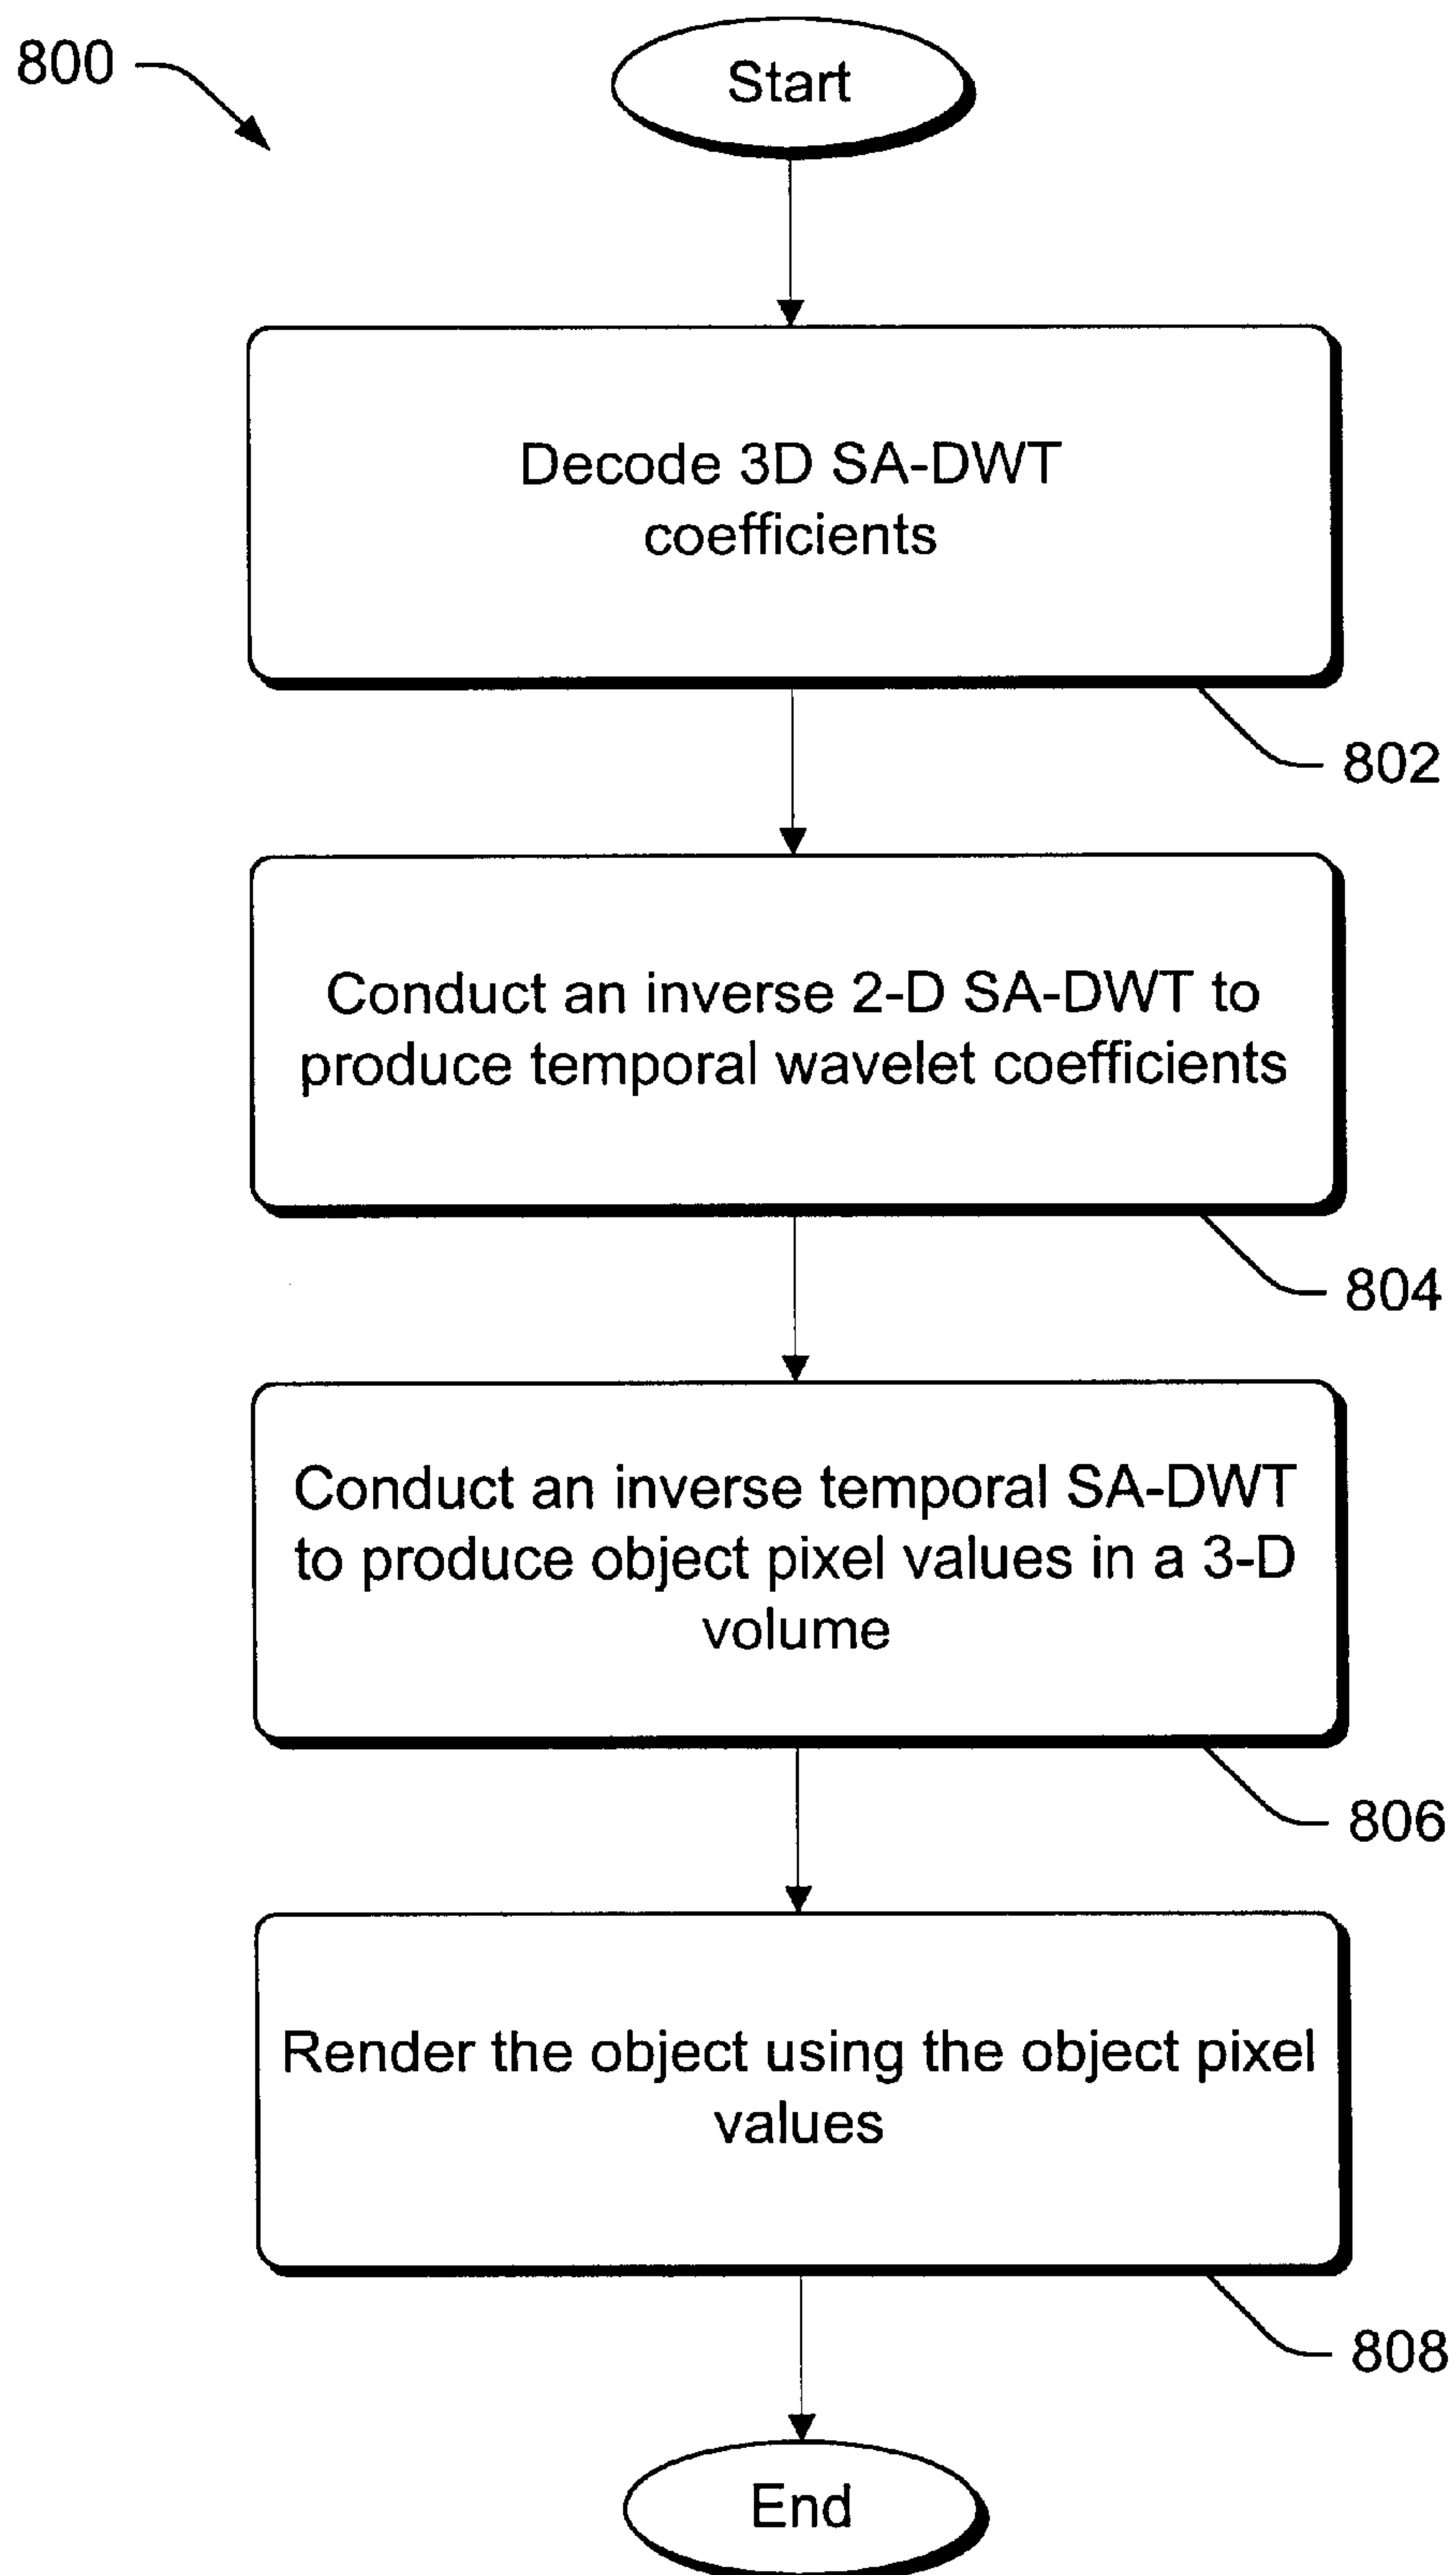 800
Start
Decode 3D SA-DWT
coefficients
802
Conduct an inverse 2-D SA-DWT to
produce temporal wavelet coefficients
804
Conduct an inverse temporal SA-DWT
to produce object pixel values in a 3-D
volume
806
Render the object using the object pixel
values
808
End